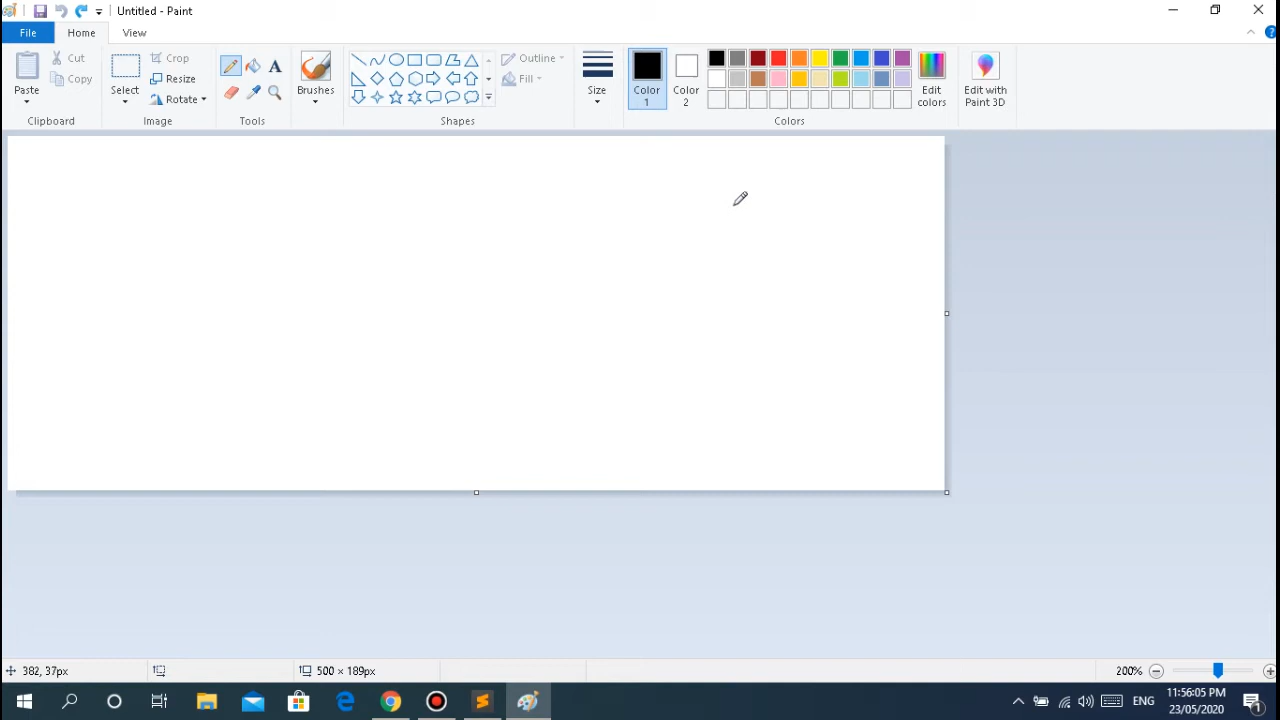 Untitled - Paint
File Home View
Paste
Cut
Copy
Clipboard
Select
Crop
Resize
Rotate
Image
Tools
Brushes
Shapes
Outline
Fill
Size
Color 1
Color 2
Colors
Edit colors
Edit with Paint 3D
382, 37px
500 × 189px
200%
ENG
11:56:05 PM
23/05/2020
1